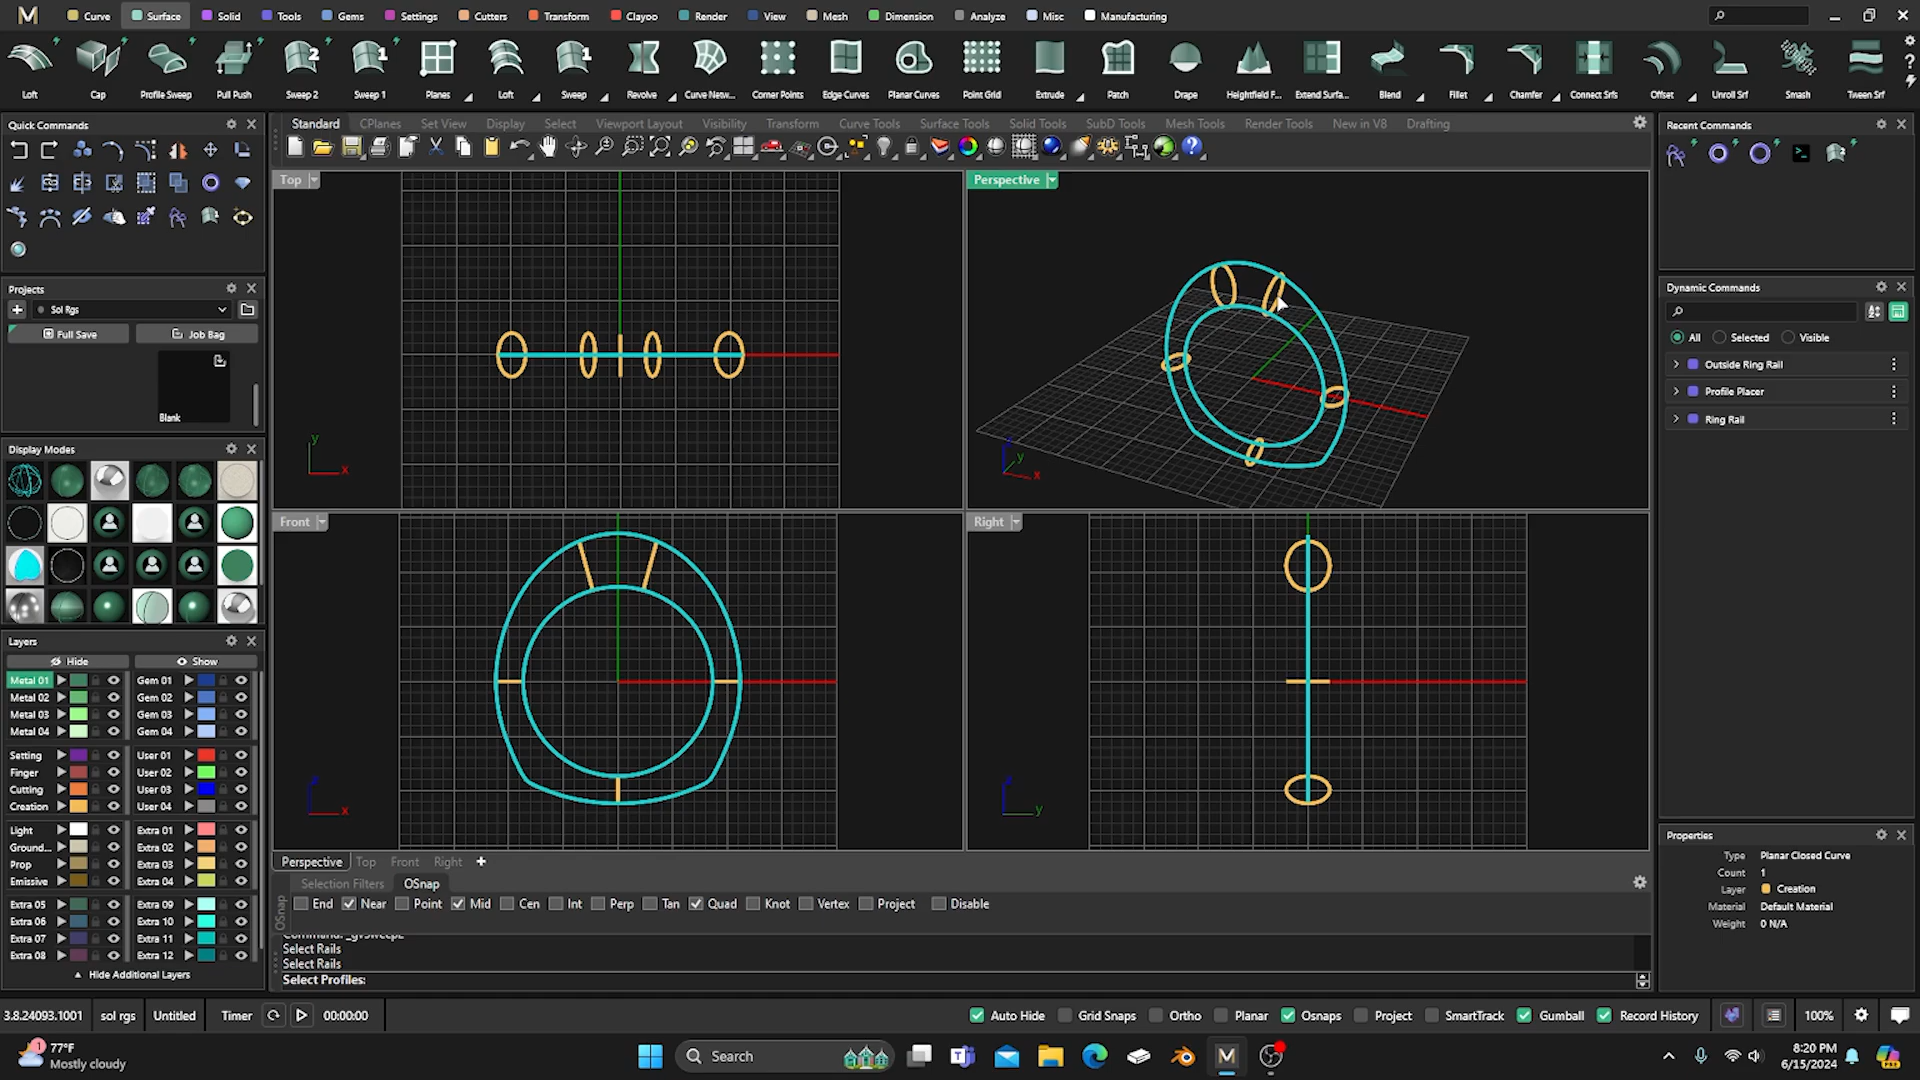 Curve Surface Solid Tools Gems Settings Cutters Transform Clayoo Render View Mesh Dimension Analyze Misc Manufacturing
Loft Cap Profile Sweep Pull Push Sweep 2 Sweep 1 Planes Loft Sweep Revolve Curve Netw... Corner Points Edge Curves Planar Curves Point Grid Extrude Patch Drape Heightfield F... Extend Surfa... Blend Fillet Chamfer Connect Srfs Offset Unroll Srf Smash Tween Srf
Quick Commands
Standard CPlanes Set View Display Select Viewport Layout Visibility Transform Curve Tools Surface Tools Solid Tools SubD Tools Mesh Tools Render Tools New in V8 Drafting
Recent Commands
Projects
Sol Rgs
Full Save Job Bag
Blank
Display Modes
Layers
Hide Show
Metal 01 Gem 01
Metal 02 Gem 02
Metal 03 Gem 03
Metal 04 Gem 04
Setting User 01
Finger User 02
Cutting User 03
Creation User 04
Light Extra 01
Ground... Extra 02
Prop Extra 03
Emissive Extra 04
Extra 05 Extra 09
Extra 06 Extra 10
Extra 07 Extra 11
Extra 08 Extra 12
Hide Additional Layers
Top
y
x
Perspective
y
x
Front
x
Right
y
Perspective Top Front Right
Selection Filters OSnap
OSnap
End Near Point Mid Cen Int Perp Tan Quad Knot Vertex Project Disable
Select Rails
Select Rails
Select Profiles:
Dynamic Commands
All Selected Visible
Outside Ring Rail
Profile Placer
Ring Rail
Properties
Type Planar Closed Curve
Count 1
Layer Creation
Material Default Material
Weight 0 N/A
3.8.24093.1001 sol rgs Untitled Timer 00:00:00 Auto Hide Grid Snaps Ortho Planar Osnaps Project SmartTrack Gumball Record History 100%
1
77°F
Mostly cloudy
Search
8:20 PM
6/15/2024